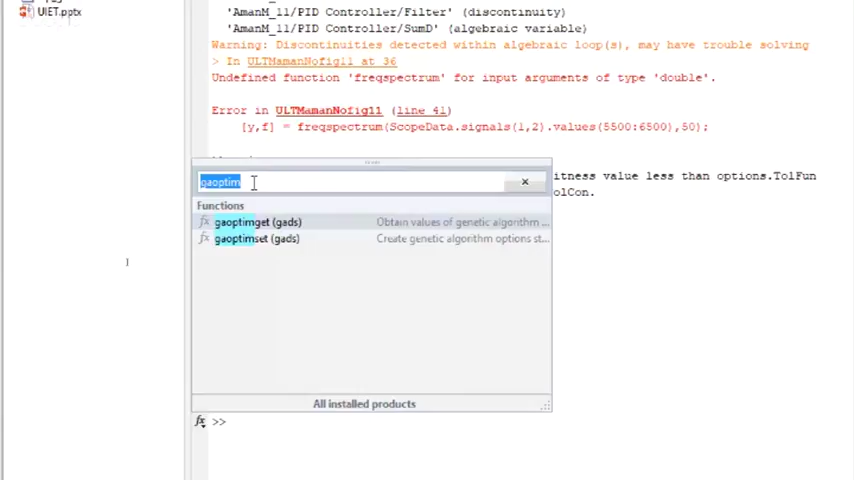 UIET.pptx
'AmanM_11/PID Controller/Filter' (discontinuity)
'AmanM_11/PID Controller/SumD' (algebraic variable)
Warning: Discontinuities detected within algebraic loop(s), may have trouble solving
> In ULTMamanNofig11 at 36
Undefined function 'freqspectrum' for input arguments of type 'double'.
Error in ULTMamanNofig11 (line 41)
[y,f] = freqspectrum(ScopeData.signals(1,2).values(5500:6500),50);
itness value less than options.TolFun
olCon.
gaoptim
Functions
fx gaoptimget (gads) Obtain values of genetic algorithm ...
fx gaoptimset (gads) Create genetic algorithm options st...
All installed products
fx >>